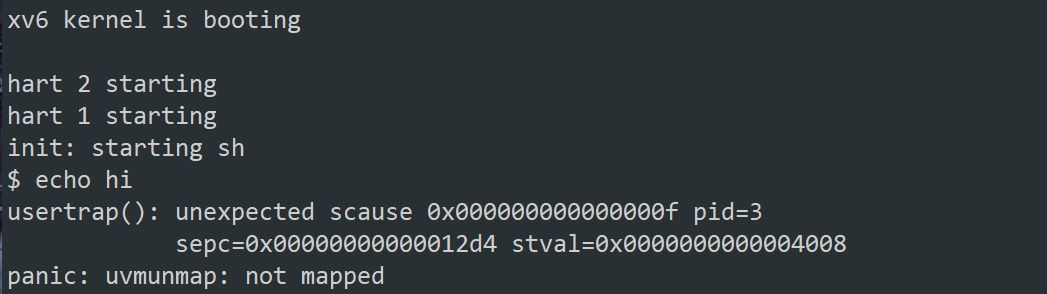 xv6 kernel is booting
hart 2 starting
hart 1 starting
init: starting sh
$ echo hi
usertrap(): unexpected scause 0x000000000000000f pid=3
sepc=0x00000000000012d4 stval=0x0000000000004008
panic: uvmunmap: not mapped